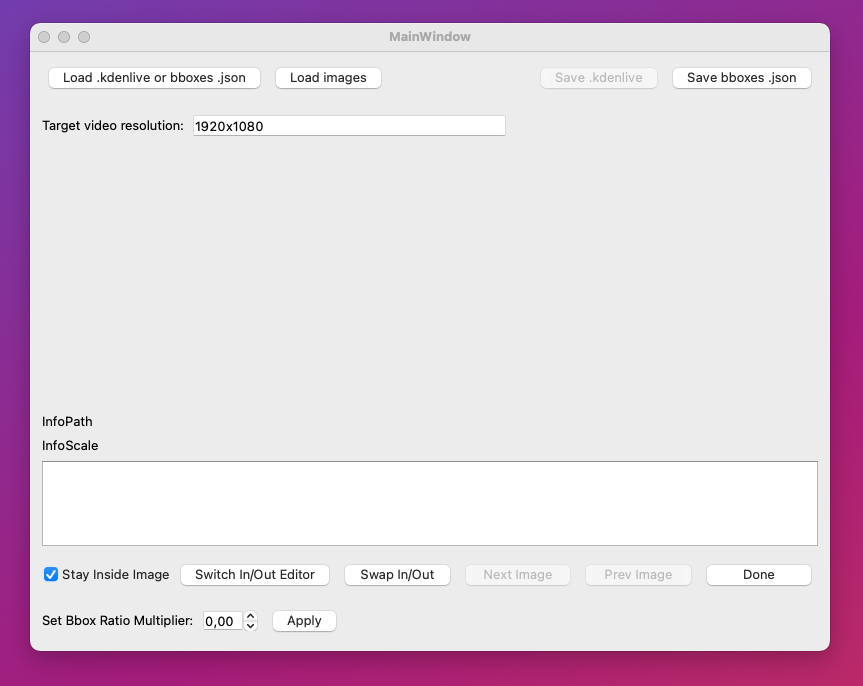 MainWindow
Load .kdenlive or bboxes .json Load images Save .kdenlive Save bboxes .json
Target video resolution: 1920x1080
InfoPath
InfoScale
Stay Inside Image Switch In/Out Editor Swap In/Out Next Image Prev Image Done
Set Bbox Ratio Multiplier: 0,00 Apply